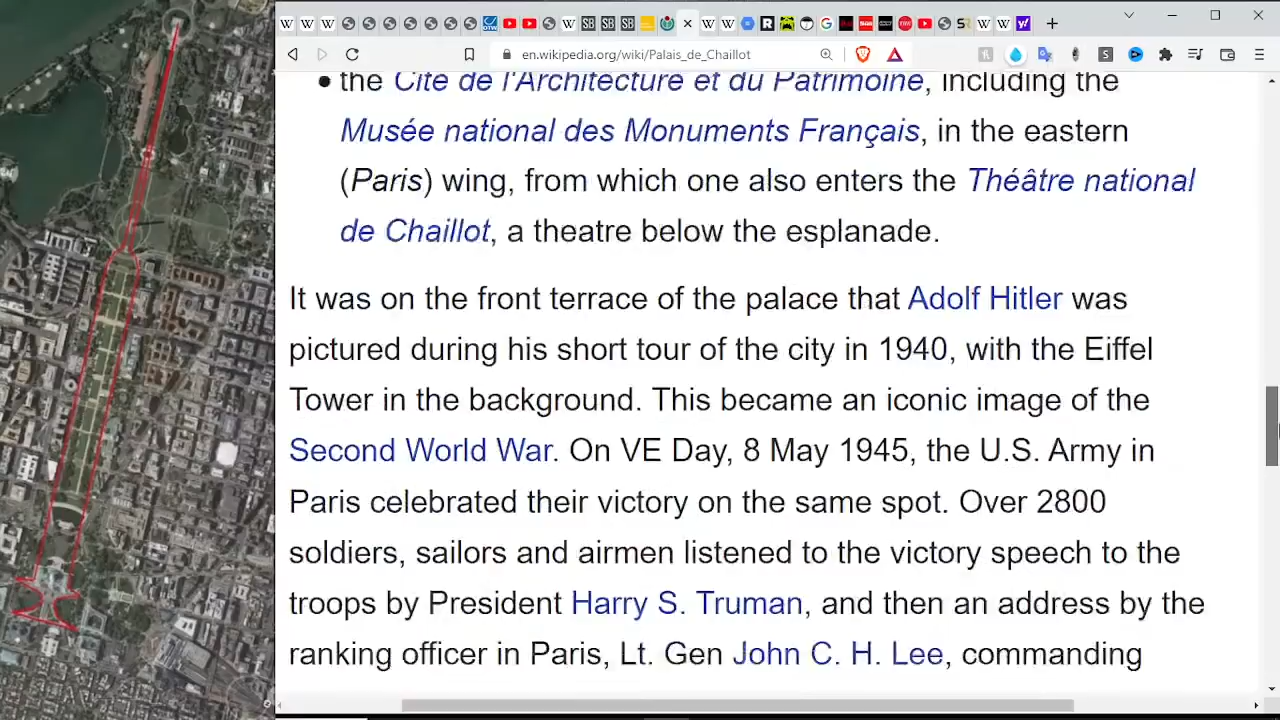 en.wikipedia.org/wiki/Palais_de_Chaillot
the Cité de l'Architecture et du Patrimoine, including the
Musée national des Monuments Français, in the eastern
(Paris) wing, from which one also enters the Théâtre national
de Chaillot, a theatre below the esplanade.
It was on the front terrace of the palace that Adolf Hitler was
pictured during his short tour of the city in 1940, with the Eiffel
Tower in the background. This became an iconic image of the
Second World War. On VE Day, 8 May 1945, the U.S. Army in
Paris celebrated their victory on the same spot. Over 2800
soldiers, sailors and airmen listened to the victory speech to the
troops by President Harry S. Truman, and then an address by the
ranking officer in Paris, Lt. Gen John C. H. Lee, commanding